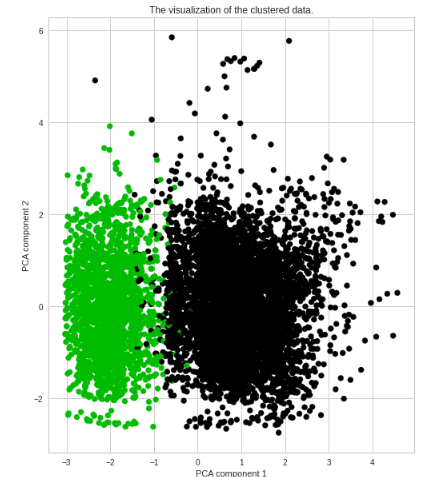 The visualization of the clustered data.
6
4
2
0
−2
PCA component 2
−3 −2 −1 0 1 2 3 4
PCA component 1